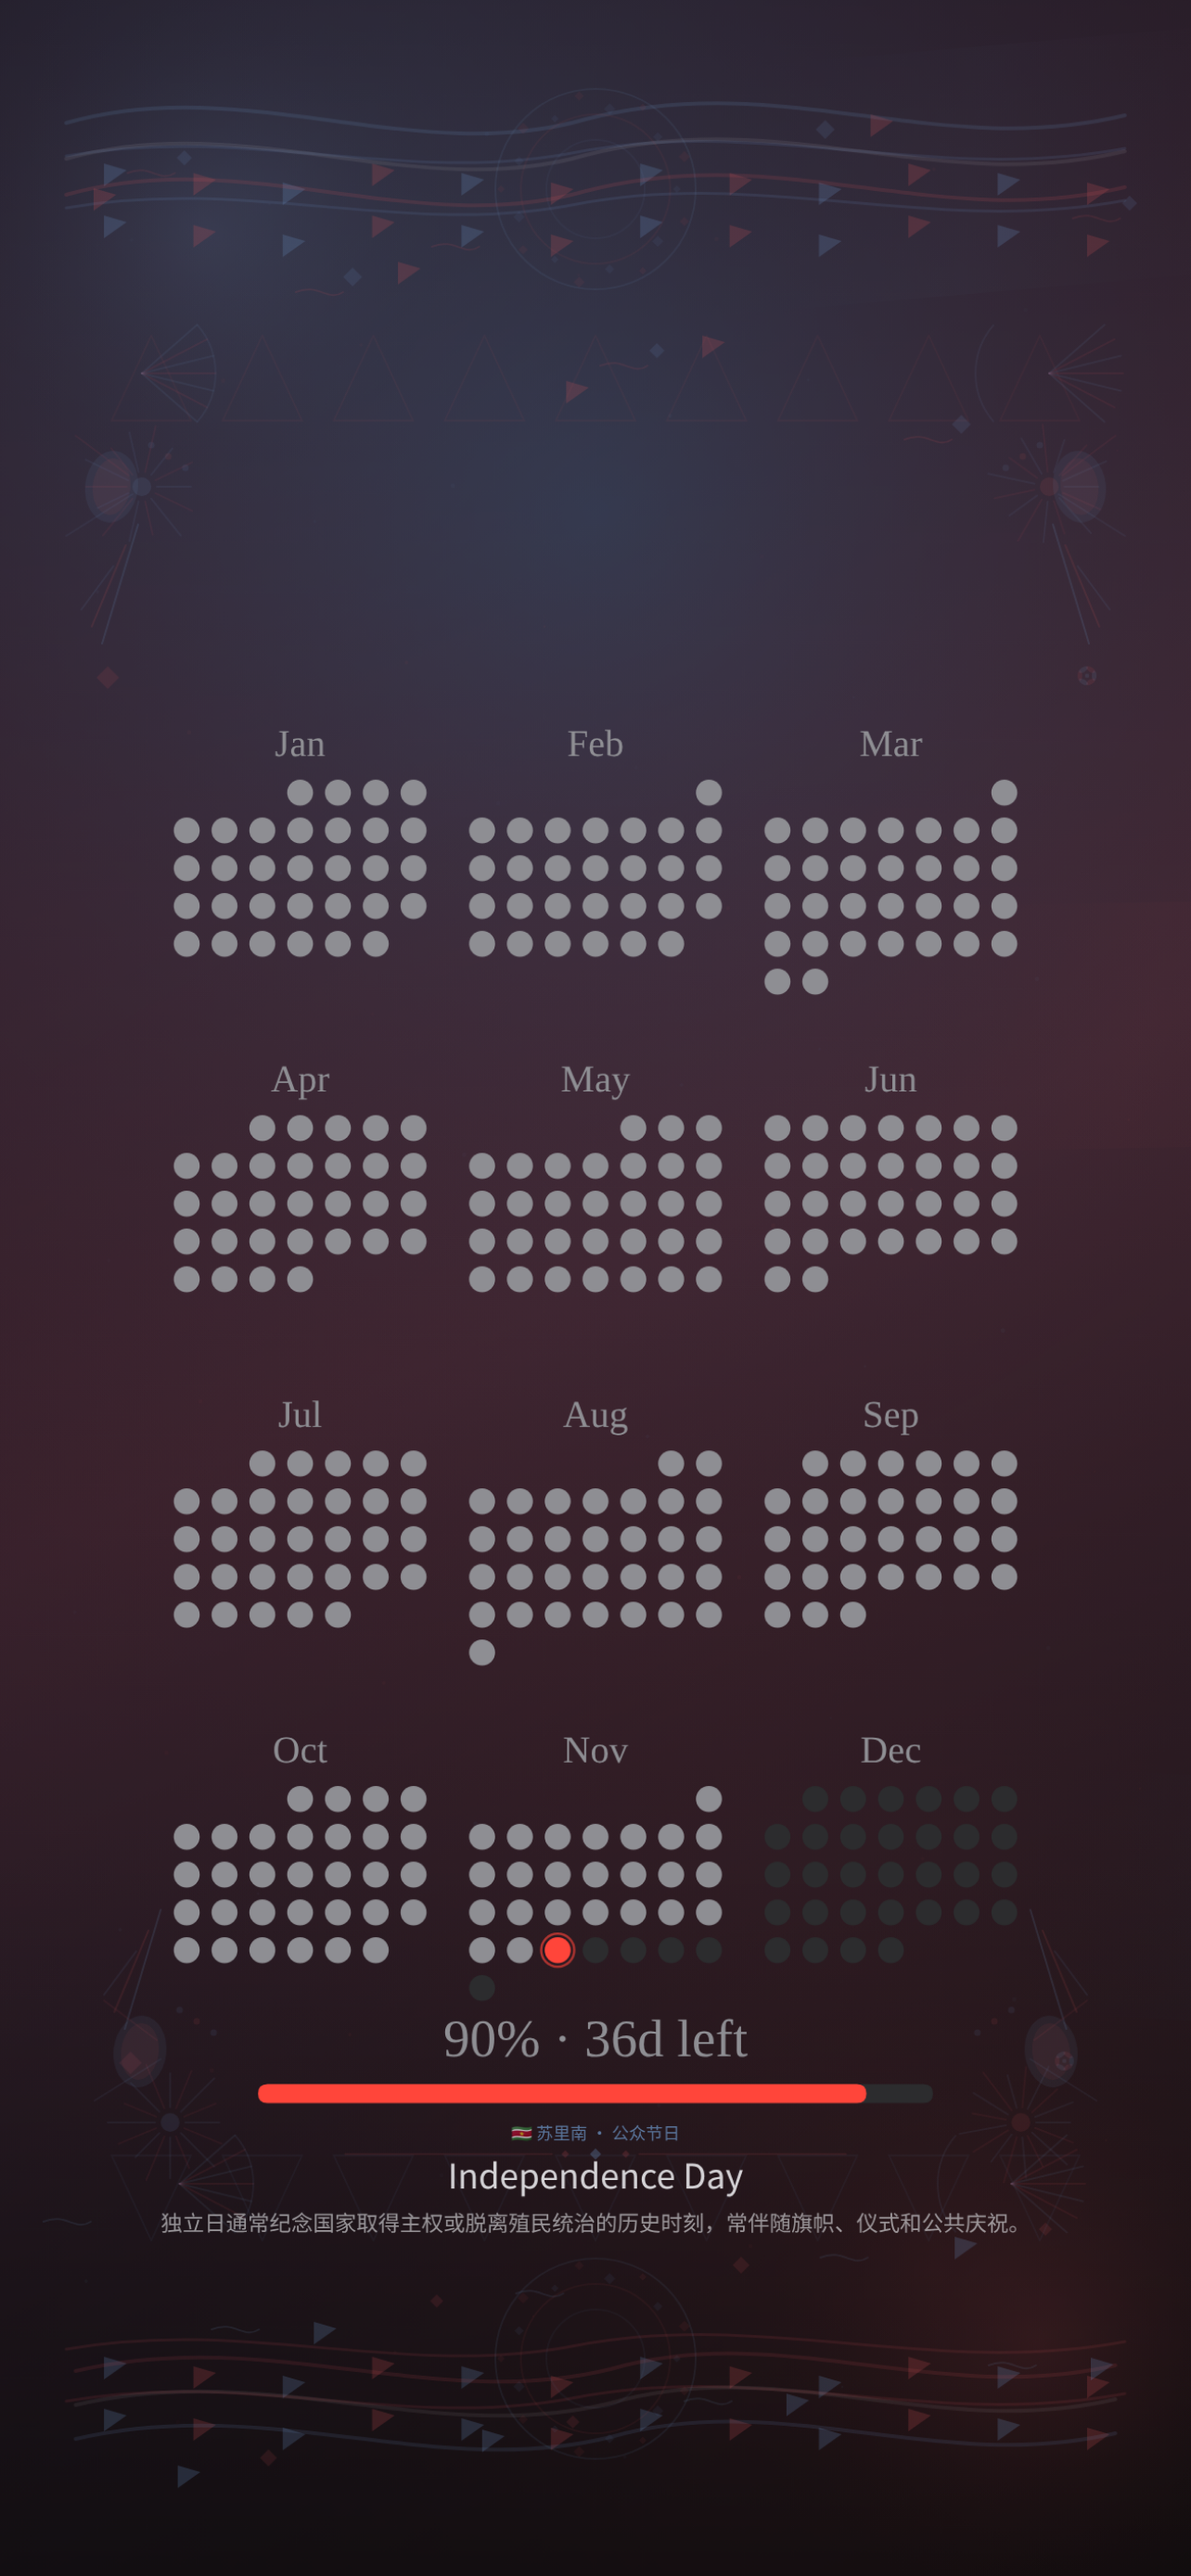 Jan Feb Mar
Apr May Jun
Jul Aug Sep
Oct Nov Dec
90% · 36d left
🇸🇷 苏里南 · 公众节日
Independence Day
独立日通常纪念国家取得主权或脱离殖民统治的历史时刻，常伴随旗帜、仪式和公共庆祝。